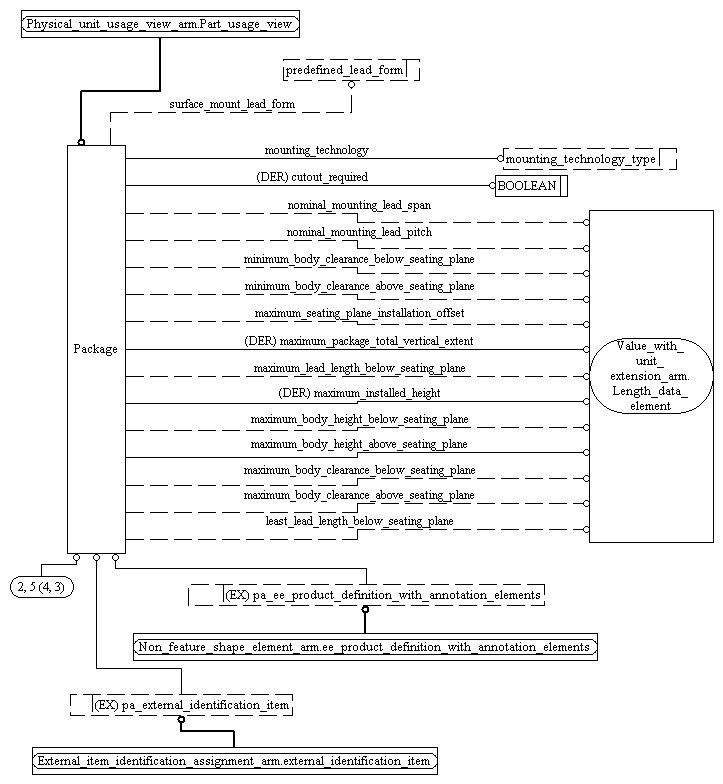 Physical_unit_usage_view_arm.Part_usage_view
predefined_lead_form
surface_mount_lead_form
mounting_technology
mounting_technology_type
(DER) cutout_required
BOOLEAN
nominal_mounting_lead_span
nominal_mounting_lead_pitch
minimum_body_clearance_below_seating_plane
minimum_body_clearance_above_seating_plane
maximum_seating_plane_installation_offset
(DER) maximum_package_total_vertical_extent
Package
Value_with_
unit_
extension_arm.
Length_data_
element
maximum_lead_length_below_seating_plane
(DER) maximum_installed_height
maximum_body_height_below_seating_plane
maximum_body_height_above_seating_plane
maximum_body_clearance_below_seating_plane
maximum_body_clearance_above_seating_plane
least_lead_length_below_seating_plane
2, 5 (4, 3)
(EX) pa_ee_product_definition_with_annotation_elements
Non_feature_shape_element_arm.ee_product_definition_with_annotation_elements
(EX) pa_external_identification_item
External_item_identification_assignment_arm.external_identification_item